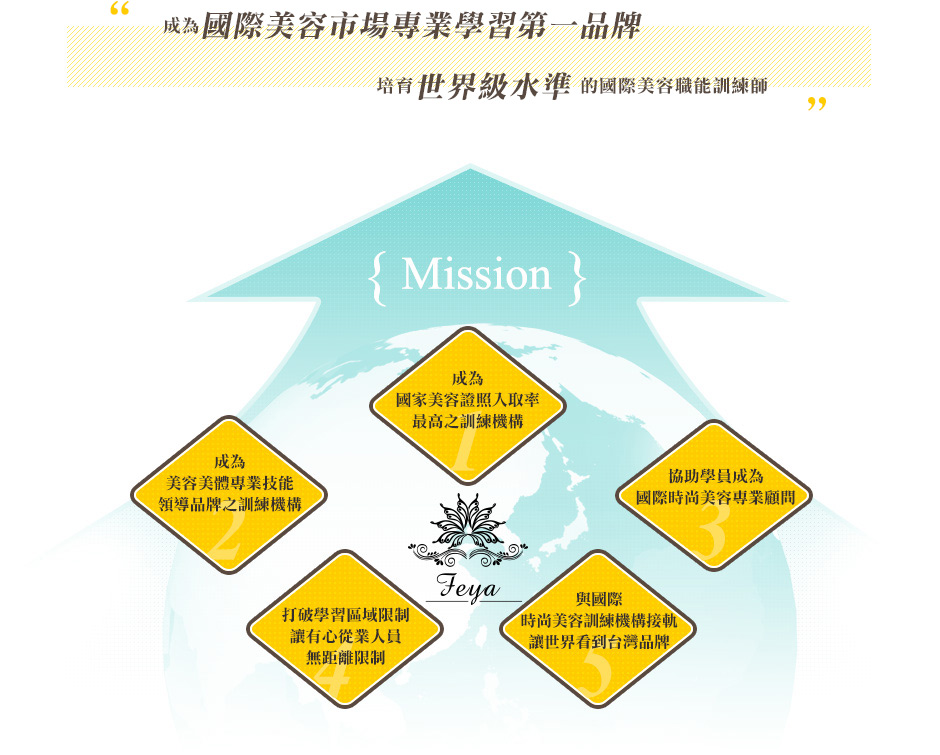 成為國際美容市場專業學習第一品牌
培育世界級水準的國際美容職能訓練師
{ Mission }
成為
國家美容證照人取率
最高之訓練機構
1
成為
美容美體專業技能
領導品牌之訓練機構
2
協助學員成為
國際時尚美容專業顧問
3
Feya
打破學習區域限制
讓有心從業人員
無距離限制
4
與國際
時尚美容訓練機構接軌
讓世界看到台灣品牌
5